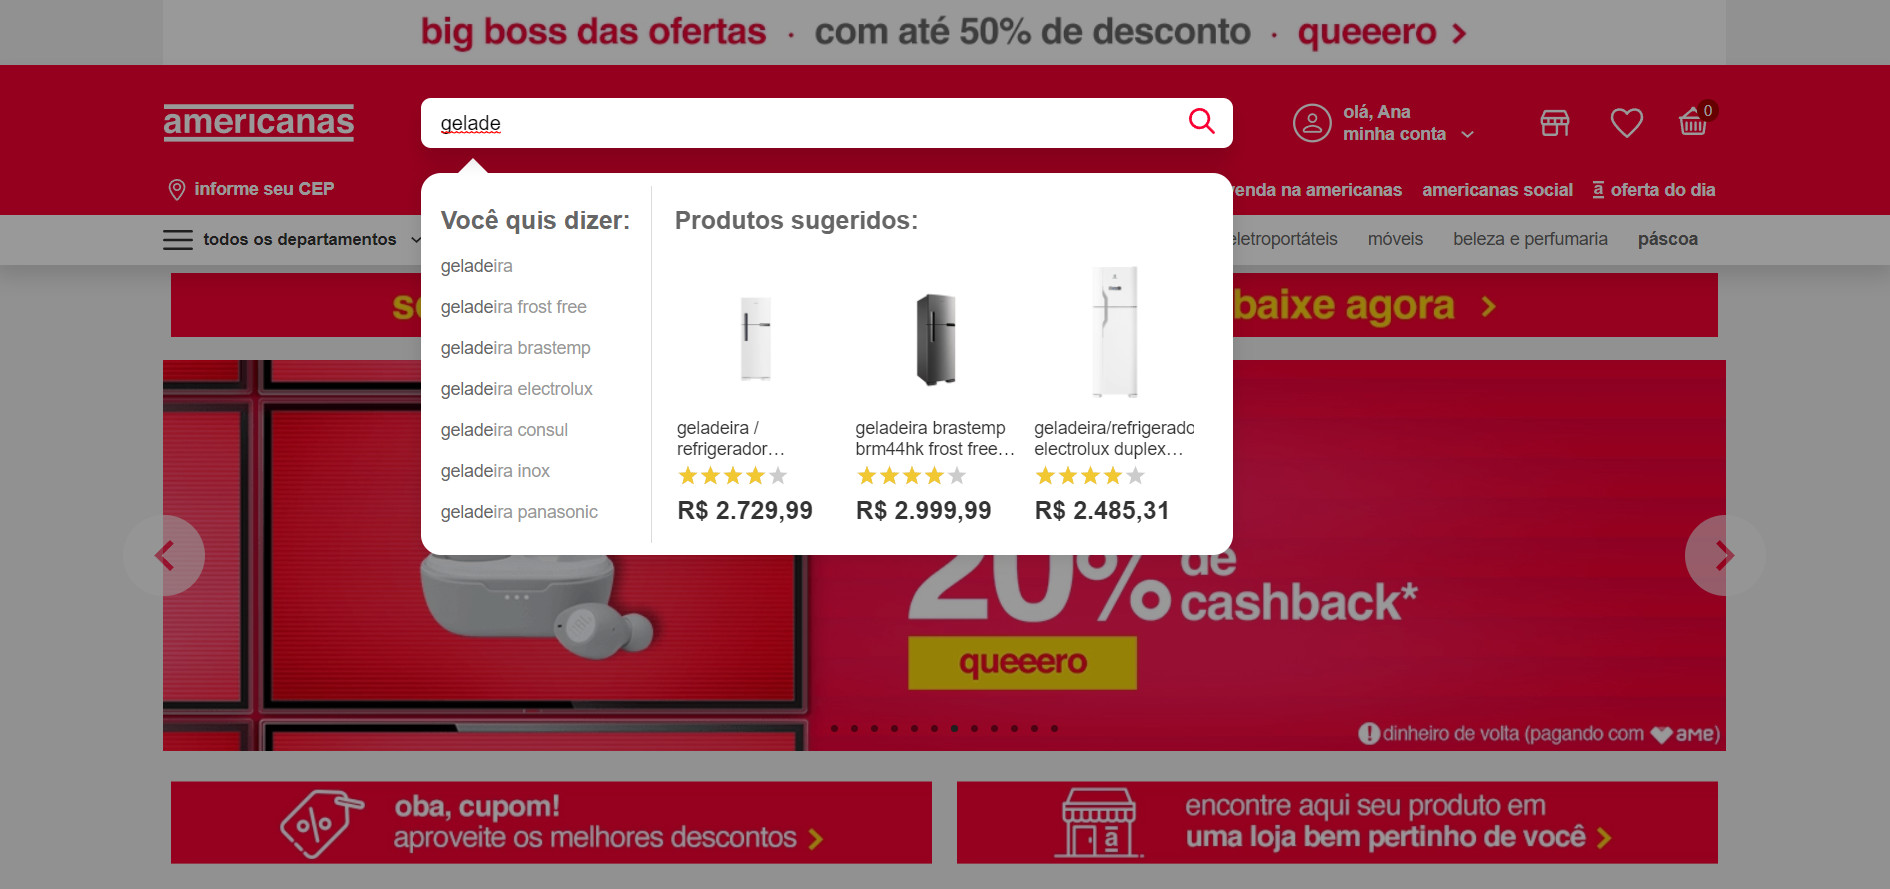 big boss das ofertas · com até 50% de desconto · queeero >
americanas
gelade
olá, Ana
minha conta
0
informe seu CEP
enda na americanas
americanas social
a oferta do dia
todos os departamentos
eletroportáteis
móveis
beleza e perfumaria
páscoa
baixe agora >
Você quis dizer:
geladeira
geladeira frost free
geladeira brastemp
geladeira electrolux
geladeira consul
geladeira inox
geladeira panasonic
Produtos sugeridos:
geladeira /
refrigerador…
R$ 2.729,99
geladeira brastemp
brm44hk frost free…
R$ 2.999,99
geladeira/refrigerado
electrolux duplex…
R$ 2.485,31
JBL
20% de
cashback*
queeero
dinheiro de volta (pagando com ame)
oba, cupom!
aproveite os melhores descontos >
encontre aqui seu produto em
uma loja bem pertinho de você >